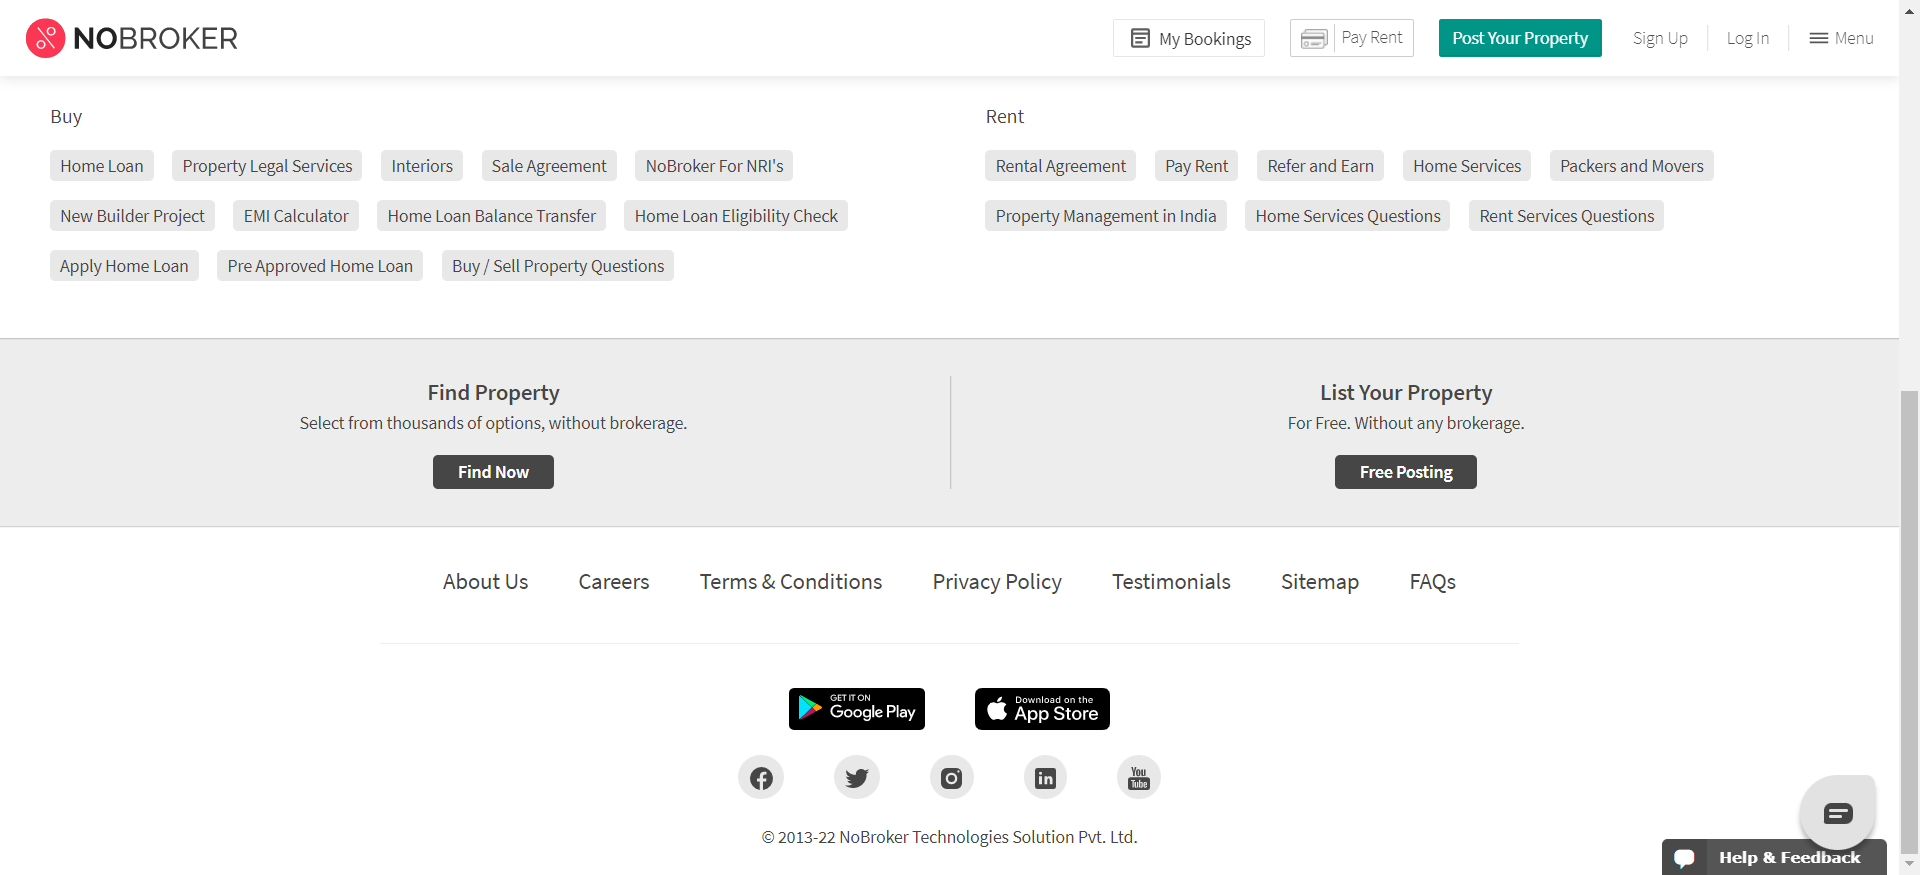 NOBROKER My Bookings Pay Rent Post Your Property Sign Up Log In Menu
Buy
Home Loan Property Legal Services Interiors Sale Agreement NoBroker For NRI's
New Builder Project EMI Calculator Home Loan Balance Transfer Home Loan Eligibility Check
Apply Home Loan Pre Approved Home Loan Buy / Sell Property Questions
Rent
Rental Agreement Pay Rent Refer and Earn Home Services Packers and Movers
Property Management in India Home Services Questions Rent Services Questions
Find Property
Select from thousands of options, without brokerage.
Find Now
List Your Property
For Free. Without any brokerage.
Free Posting
About Us Careers Terms & Conditions Privacy Policy Testimonials Sitemap FAQs
GET IT ON
Google Play
Download on the
App Store
You
Tube
© 2013-22 NoBroker Technologies Solution Pvt. Ltd.
Help & Feedback